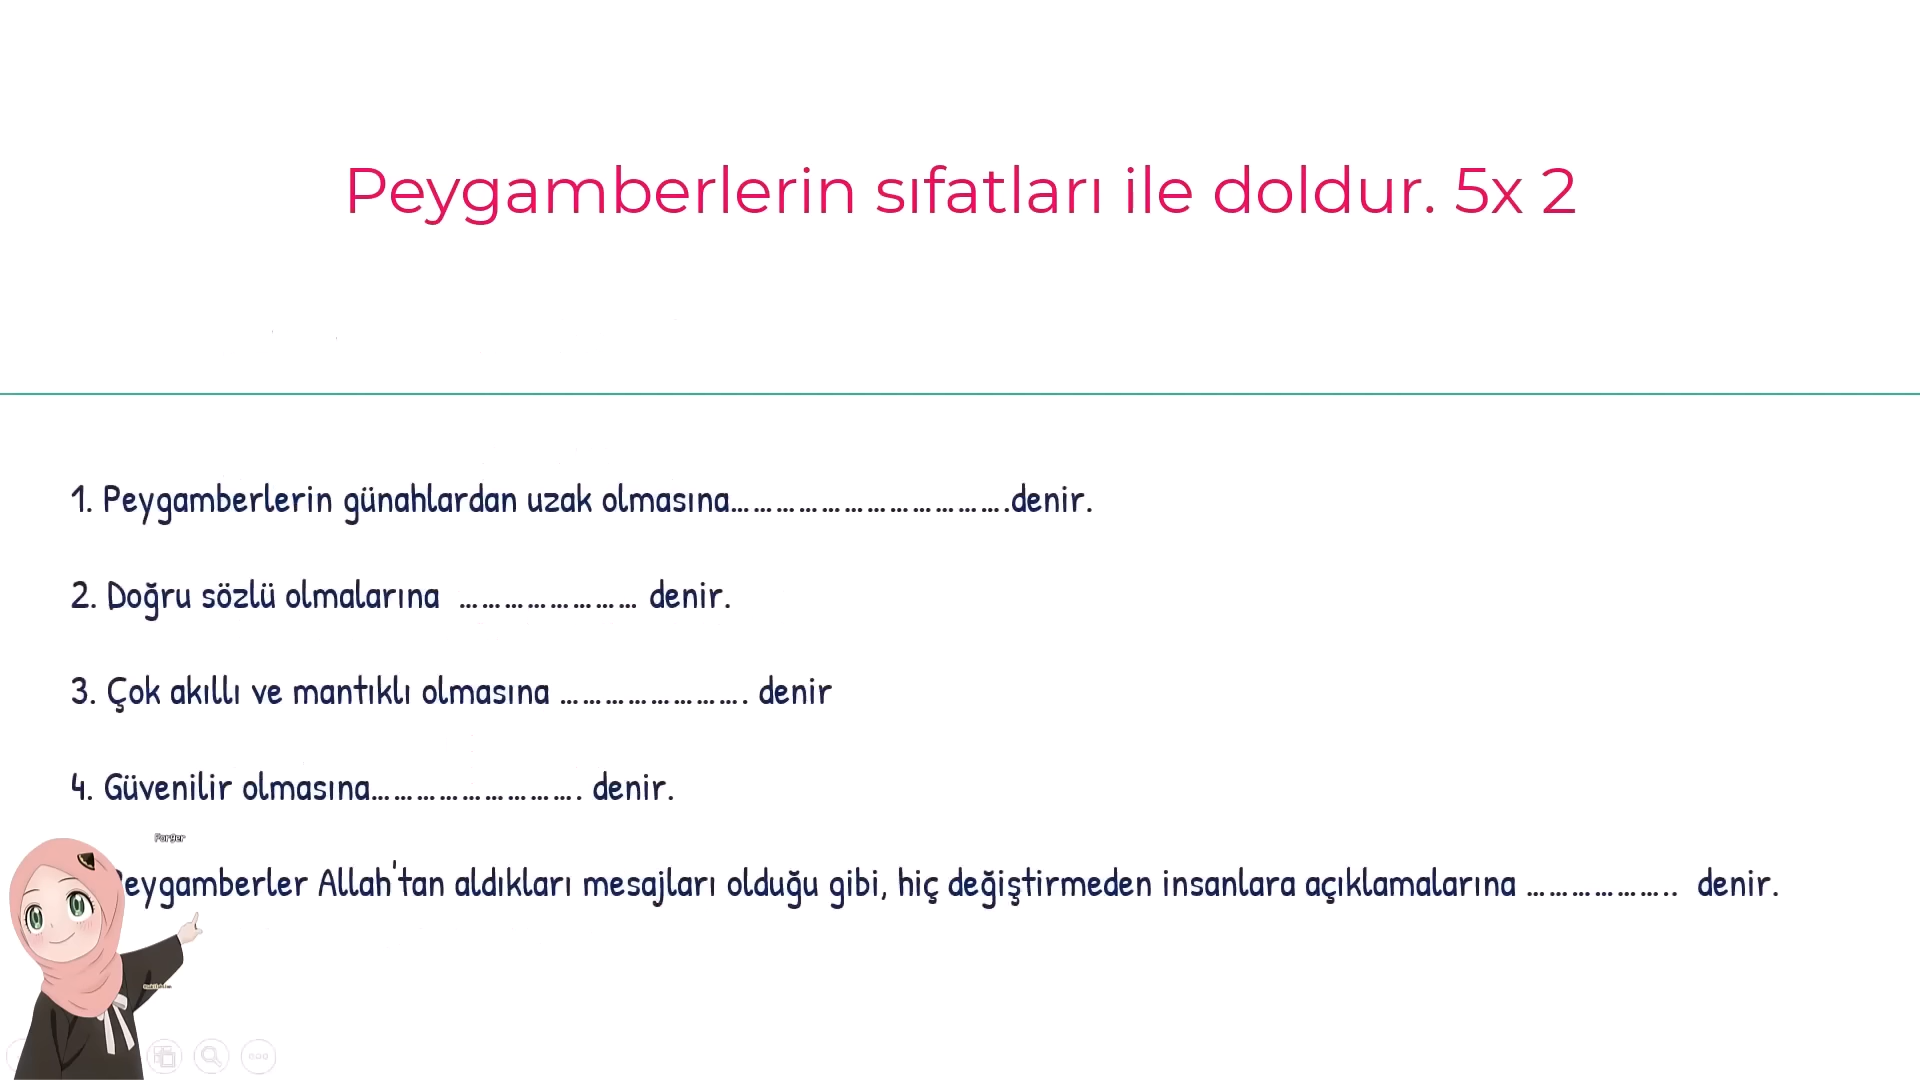 Peygamberlerin sıfatları ile doldur. 5x 2
1. Peygamberlerin günahlardan uzak olmasına……………………………….denir.
2. Doğru sözlü olmalarına …………………… denir.
3. Çok akıllı ve mantıklı olmasına ……………………. denir
4. Güvenilir olmasına………………………. denir.
Forger
Peygamberler Allah'tan aldıkları mesajları olduğu gibi, hiç değiştirmeden insanlara açıklamalarına ……………….. denir.